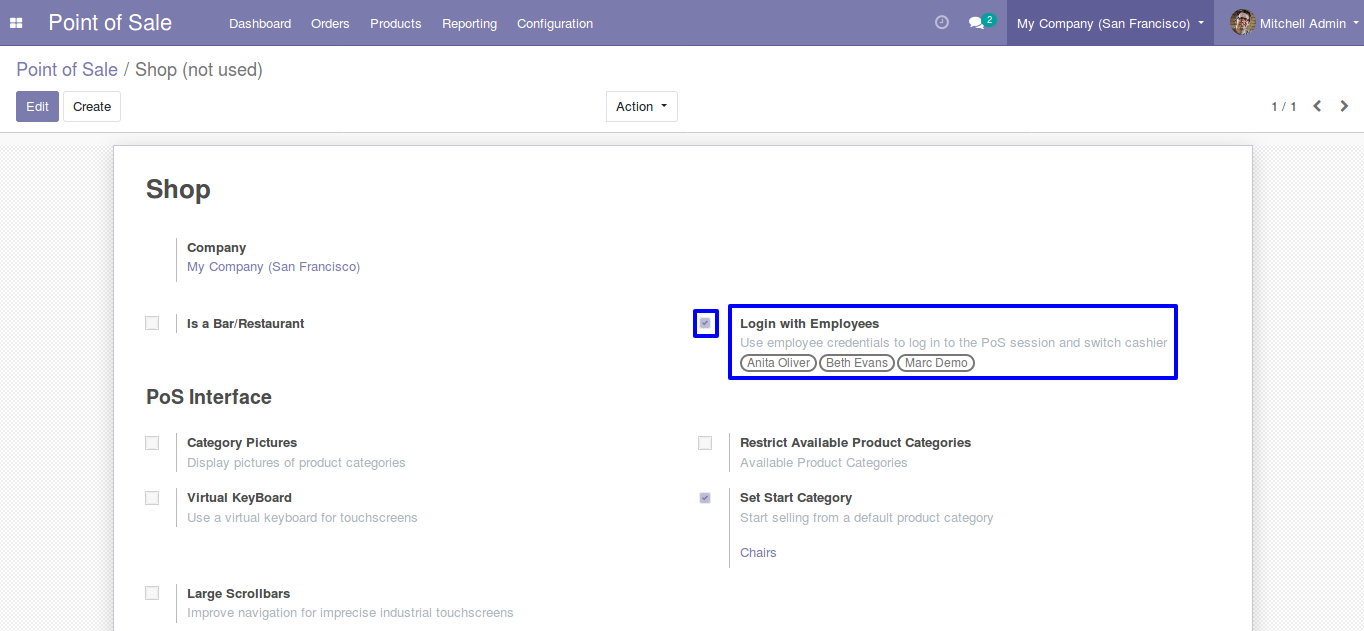 Point of Sale Dashboard Orders Products Reporting Configuration 2 My Company (San Francisco) Mitchell Admin
Point of Sale / Shop (not used)
Edit Create Action 1 / 1
Shop
Company
My Company (San Francisco)
Is a Bar/Restaurant
Login with Employees
Use employee credentials to log in to the PoS session and switch cashier
Anita Oliver Beth Evans Marc Demo
PoS Interface
Category Pictures
Display pictures of product categories
Restrict Available Product Categories
Available Product Categories
Virtual KeyBoard
Use a virtual keyboard for touchscreens
Set Start Category
Start selling from a default product category
Chairs
Large Scrollbars
Improve navigation for imprecise industrial touchscreens